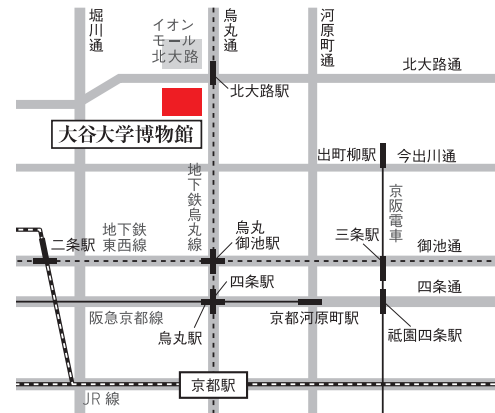 堀川通
イオン
モール
北大路
烏丸通
河原町通
北大路通
北大路駅
大谷大学博物館
出町柳駅
今出川通
地下鉄烏丸線
京阪電車
地下鉄
東西線
二条駅
烏丸
御池駅
三条駅
御池通
四条駅
四条通
阪急京都線
烏丸駅
京都河原町駅
祇園四条駅
京都駅
JR 線